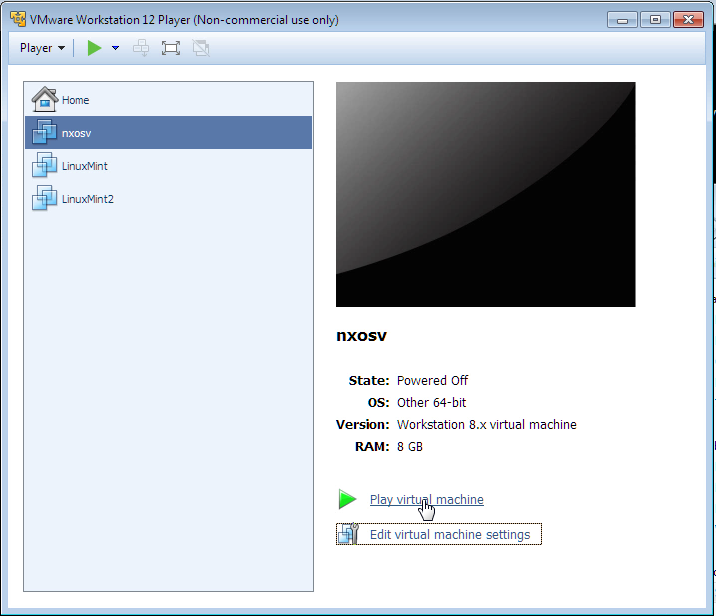 VMware Workstation 12 Player (Non-commercial use only)
Player
Home
nxosv
LinuxMint
LinuxMint2
nxosv
State: Powered Off
OS: Other 64-bit
Version: Workstation 8.x virtual machine
RAM: 8 GB
Play virtual machine
Edit virtual machine settings